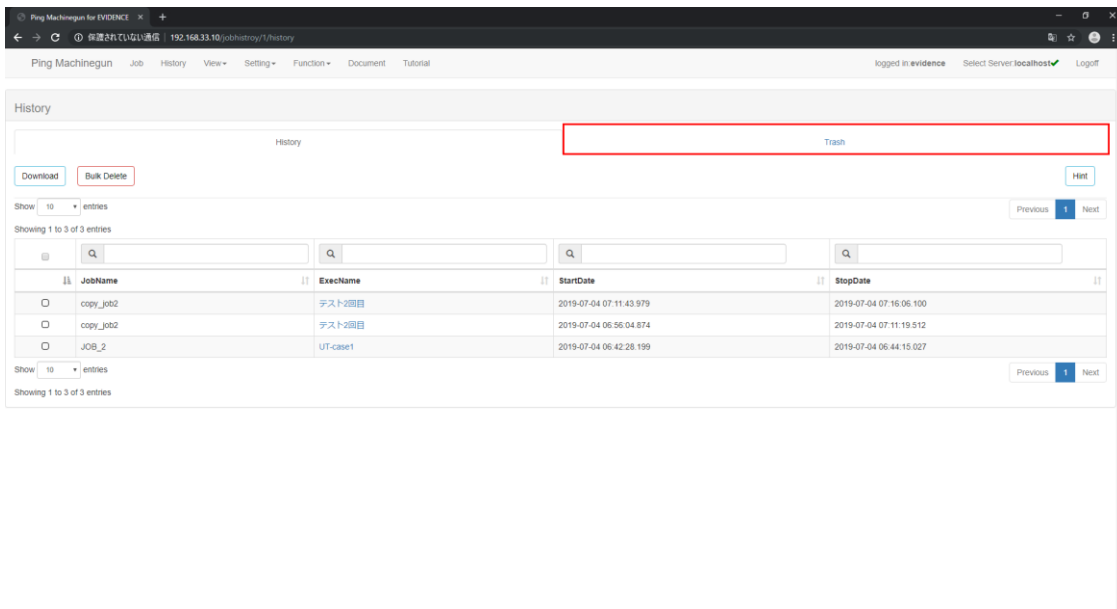 Ping Machinegun for EVIDENCE
保護されていない通信 | 192.168.33.10/jobhistroy/1/history
Ping Machinegun Job History View Setting Function Document Tutorial logged in:evidence Select Server:localhost Logoff
History
History Trash
Download Bulk Delete Hint
Show 10 entries Previous 1 Next
Showing 1 to 3 of 3 entries
JobName ExecName StartDate StopDate
copy_job2 テスト2回目 2019-07-04 07:11:43.979 2019-07-04 07:16:06.100
copy_job2 テスト2回目 2019-07-04 06:56:04.874 2019-07-04 07:11:19.512
JOB_2 UT-case1 2019-07-04 06:42:28.199 2019-07-04 06:44:15.027
Show 10 entries Previous 1 Next
Showing 1 to 3 of 3 entries